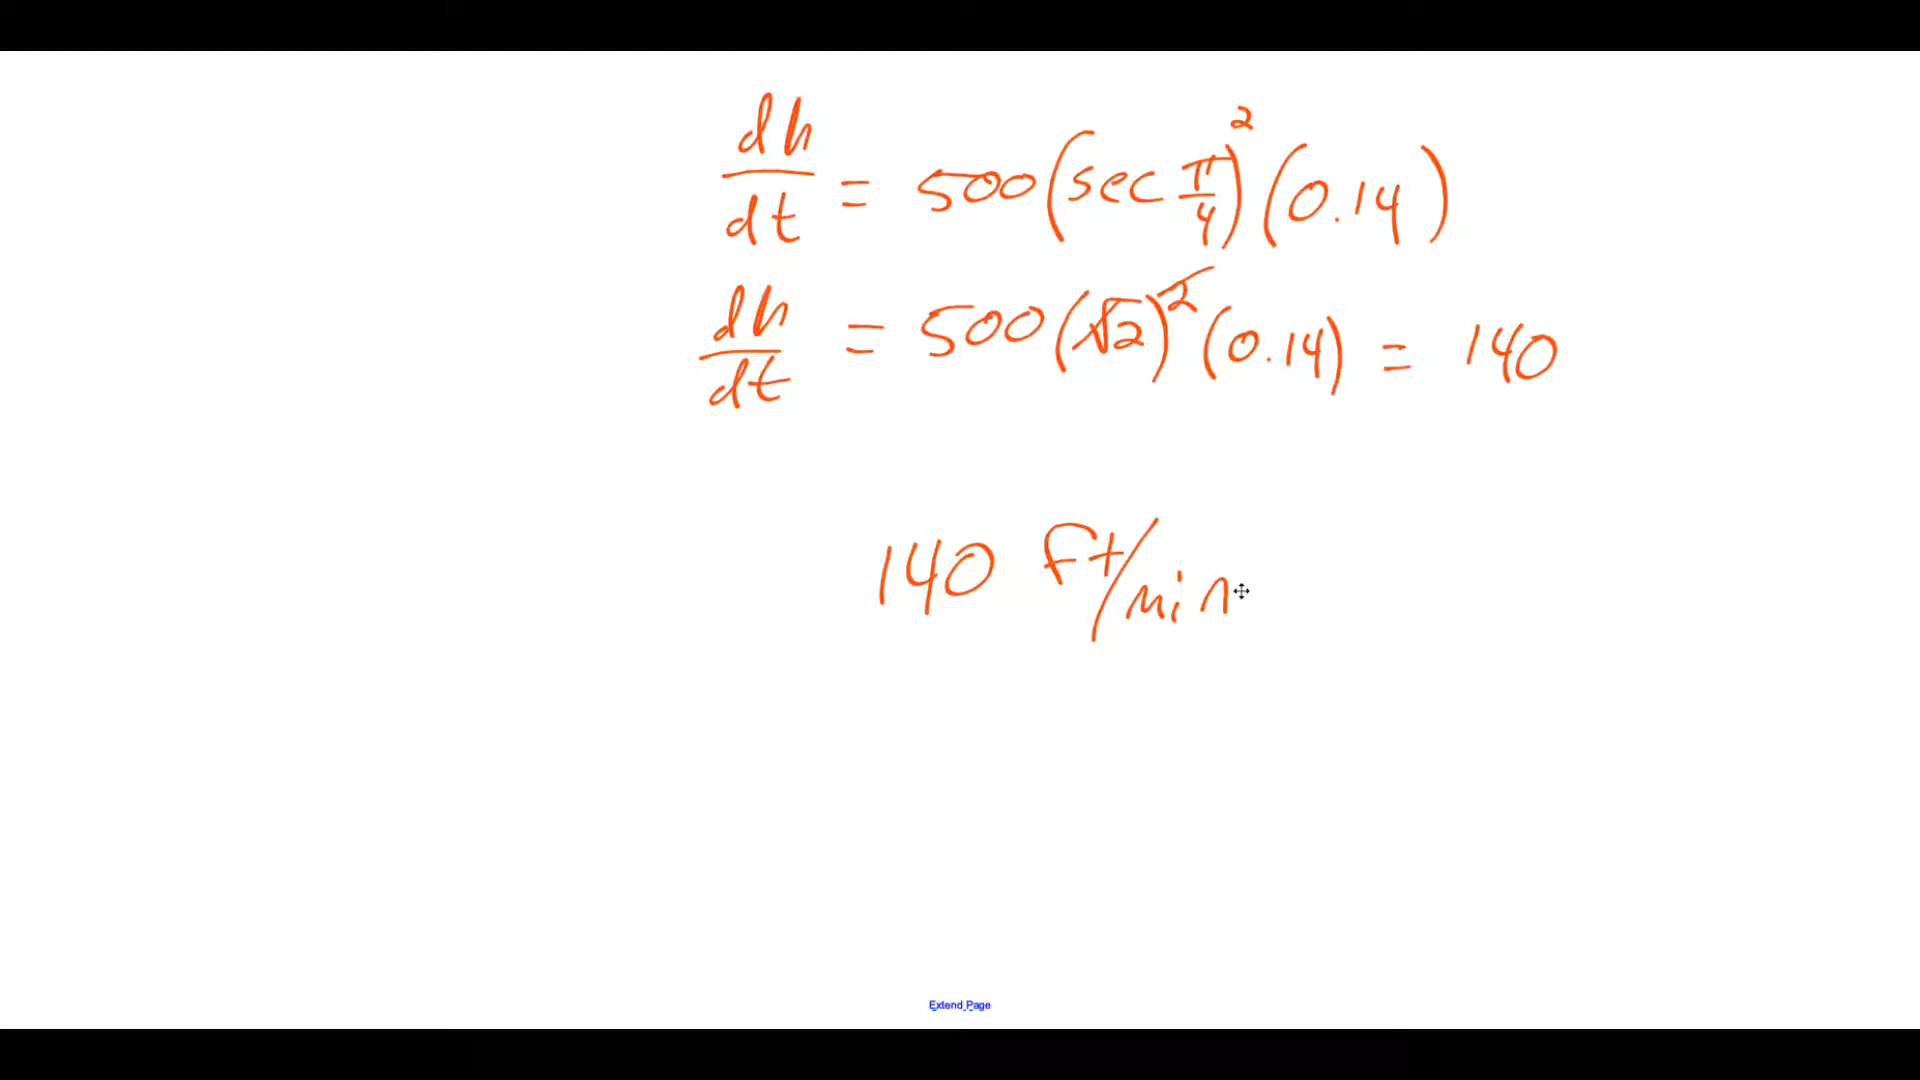 dh/dt = 500(sec π/4)²(0.14)
dh/dt = 500(√2)²(0.14) = 140
140 ft/min
Extend Page